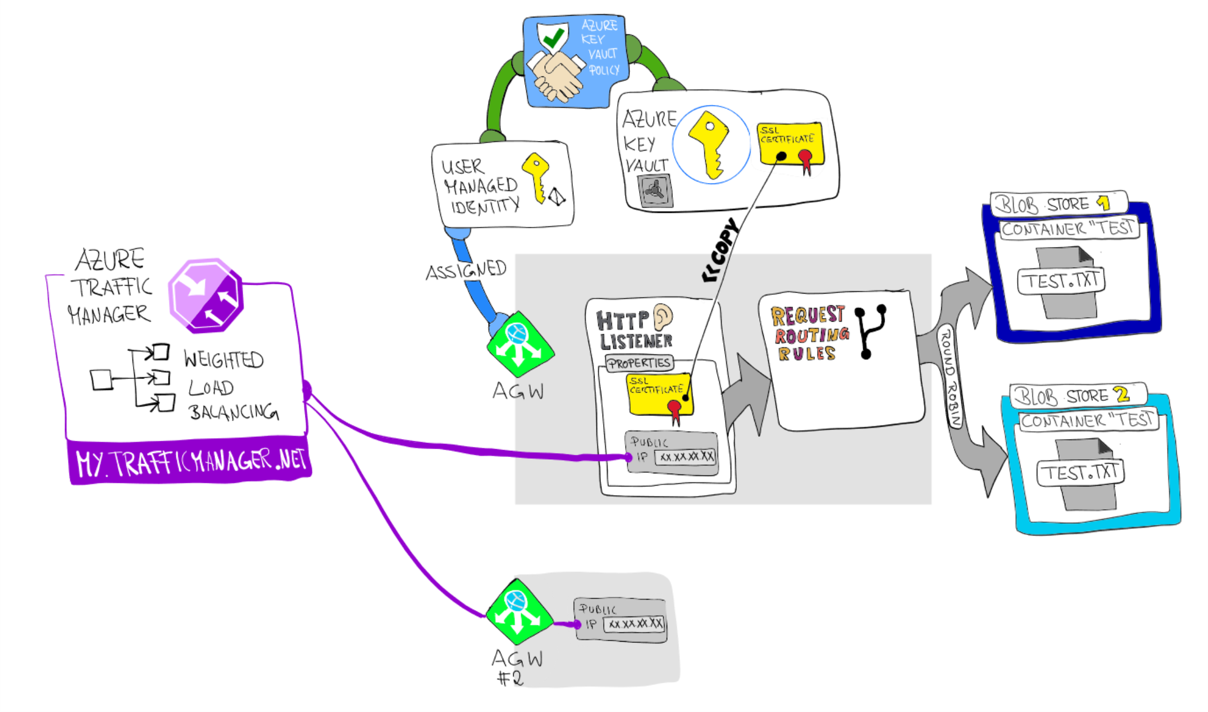 AZURE
KEY
VAULT
POLICY
AZURE
KEY
VAULT
SSL
CERTIFICATE
USER
MANAGED
IDENTITY
ASSIGNED
AGW
<<COPY
AZURE
TRAFFIC
MANAGER
WEIGHTED
LOAD
BALANCING
MY.TRAFFICMANAGER.NET
HTTP
LISTENER
PROPERTIES
SSL
CERTIFICATE
PUBLIC
IP XX XX XX XX
REQUEST
ROUTING
RULES
ROUND ROBIN
BLOB STORE 1
CONTAINER "TEST
TEST.TXT
BLOB STORE 2
CONTAINER "TEST
TEST.TXT
AGW
#2
PUBLIC
IP XX XX XX XX